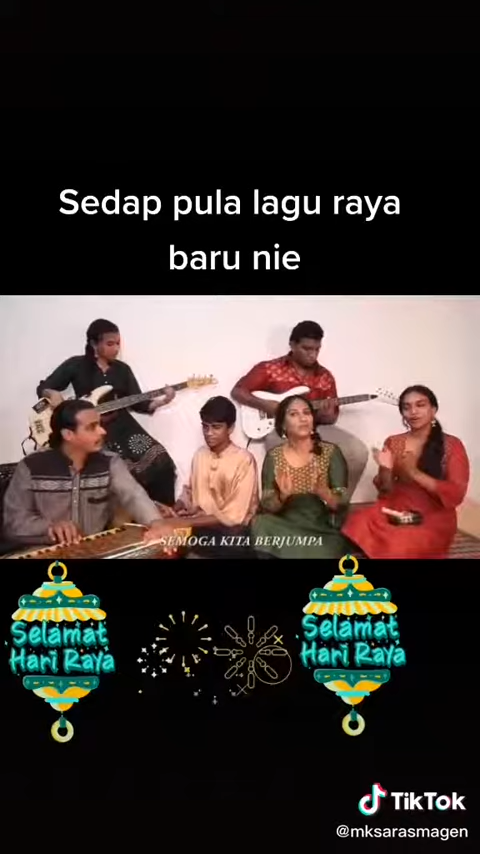 Sedap pula lagu raya
baru nie
SEMOGA KITA BERJUMPA
Selamat
Hari Raya
Selamat
Hari Raya
TikTok
@mksarasmagen